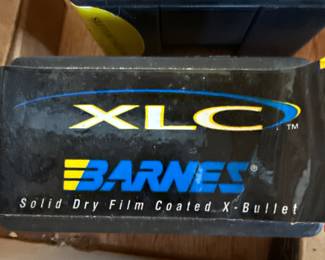 XLC™
BARNES®
Solid Dry Film Coated X-Bullet